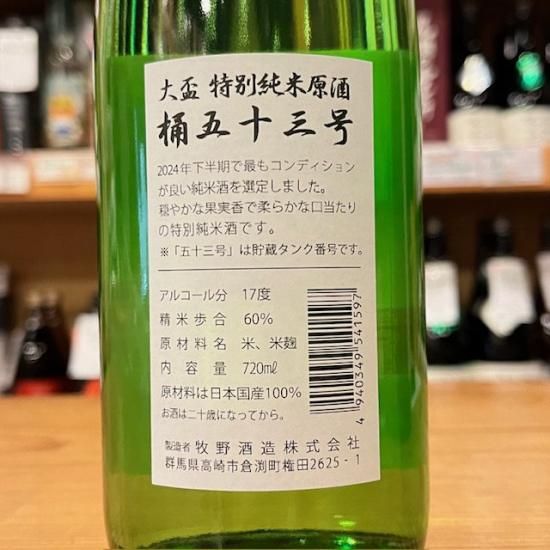 大盃 特別純米原酒
桶五十三号
2024年下半期で最もコンディション
が良い純米酒を選定しました。
穏やかな果実香で柔らかな口当たり
の特別純米酒です。
※「五十三号」は貯蔵タンク番号です。
アルコール分 17度
精米歩合 60%
原材料名 米、米麹
内容量 720㎖
原材料は日本国産100%
お酒は二十歳になってから。
4940349541597
製造者 牧野酒造株式会社
群馬県高崎市倉渕町権田2625-1